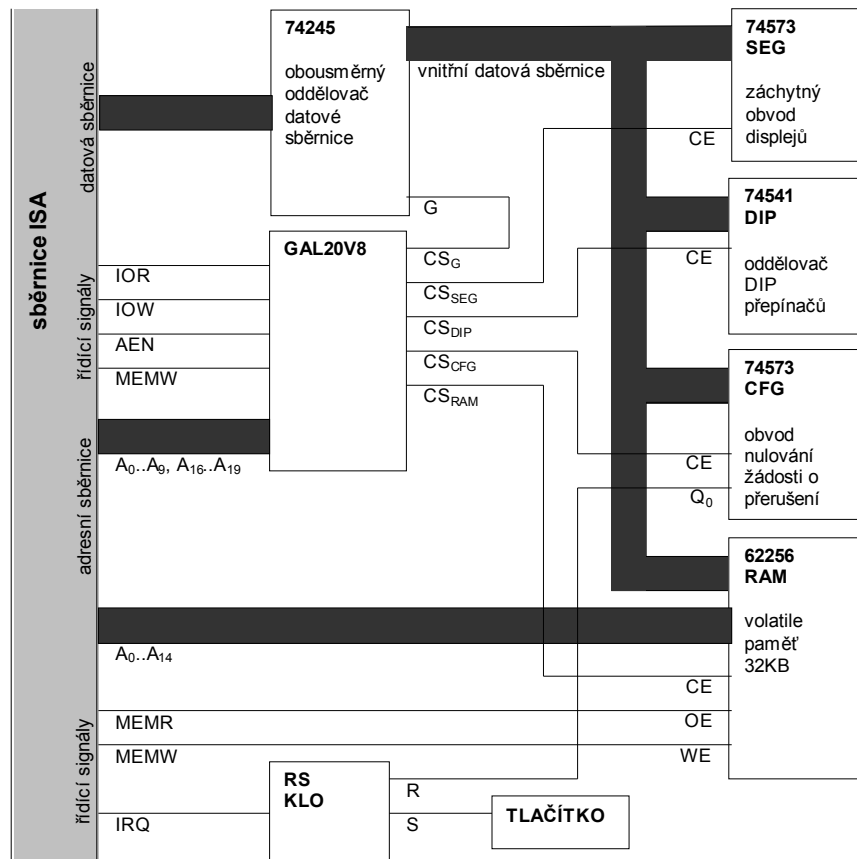 sběrnice ISA
datová sběrnice
řídící signály
adresní sběrnice
řídící signály
74245
obousměrný
oddělovač
datové
sběrnice
G
vnitřní datová sběrnice
GAL20V8
IOR
IOW
AEN
MEMW
A0..A9, A16..A19
CSG
CSSEG
CSDIP
CSCFG
CSRAM
74573
SEG
záchytný
obvod
displejů
CE
74541
DIP
oddělovač
DIP
přepínačů
CE
74573
CFG
obvod
nulování
žádosti o
přerušení
CE
Q0
62256
RAM
volatile
paměť
32KB
A0..A14
CE
MEMR
OE
MEMW
WE
RS
KLO
R
S
IRQ
TLAČÍTKO